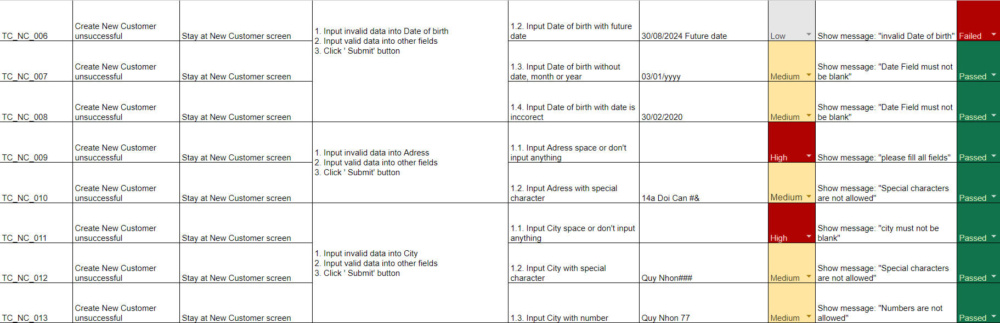 TC_NC_006
Create New Customer
unsuccessful
Stay at New Customer screen
1. Input invalid data into Date of birth
2. Input valid data into other fields
3. Click ' Submit' button
1.2. Input Date of birth with future
date
30/08/2024 Future date
Low
Show message: "invalid Date of birth"
Failed
TC_NC_007
Create New Customer
unsuccessful
Stay at New Customer screen
1.3. Input Date of birth without
date, month or year
03/01/yyyy
Medium
Show message: "Date Field must not
be blank"
Passed
TC_NC_008
Create New Customer
unsuccessful
Stay at New Customer screen
1.4. Input Date of birth with date is
inccorect
30/02/2020
Medium
Show message: "Date Field must not
be blank"
Passed
TC_NC_009
Create New Customer
unsuccessful
Stay at New Customer screen
1. Input invalid data into Adress
2. Input valid data into other fields
3. Click ' Submit' button
1.1. Input Adress space or don't
input anything
High
Show message: "please fill all fields"
Passed
TC_NC_010
Create New Customer
unsuccessful
Stay at New Customer screen
1.2. Input Adress with special
character
14a Doi Can #&
Medium
Show message: "Special characters
are not allowed"
Passed
TC_NC_011
Create New Customer
unsuccessful
Stay at New Customer screen
1. Input invalid data into City
2. Input valid data into other fields
3. Click ' Submit' button
1.1. Input City space or don't input
anything
High
Show message: "city must not be
blank"
Passed
TC_NC_012
Create New Customer
unsuccessful
Stay at New Customer screen
1.2. Input City with special
character
Quy Nhon###
Medium
Show message: "Special characters
are not allowed"
Passed
TC_NC_013
Create New Customer
unsuccessful
Stay at New Customer screen
1.3. Input City with number
Quy Nhon 77
Medium
Show message: "Numbers are not
allowed"
Passed